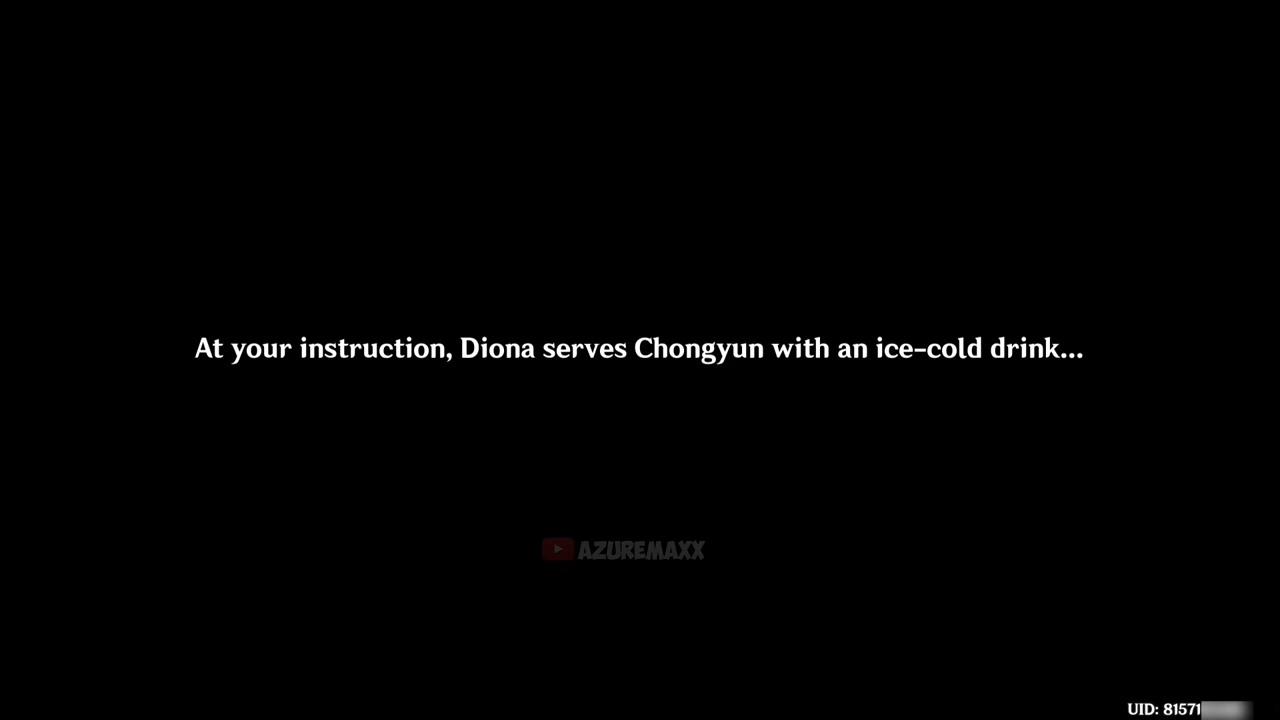 At your instruction, Diona serves Chongyun with an ice-cold drink...
AZUREMAXX
UID: 81571